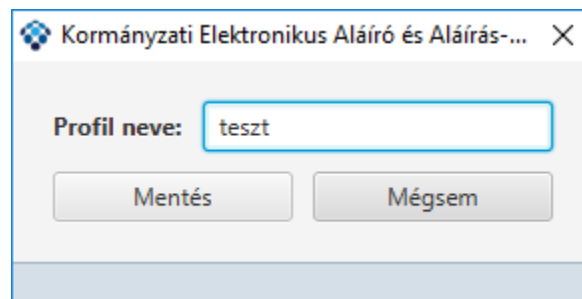 Kormányzati Elektronikus Aláíró és Aláírás-...
Profil neve: teszt
Mentés Mégsem